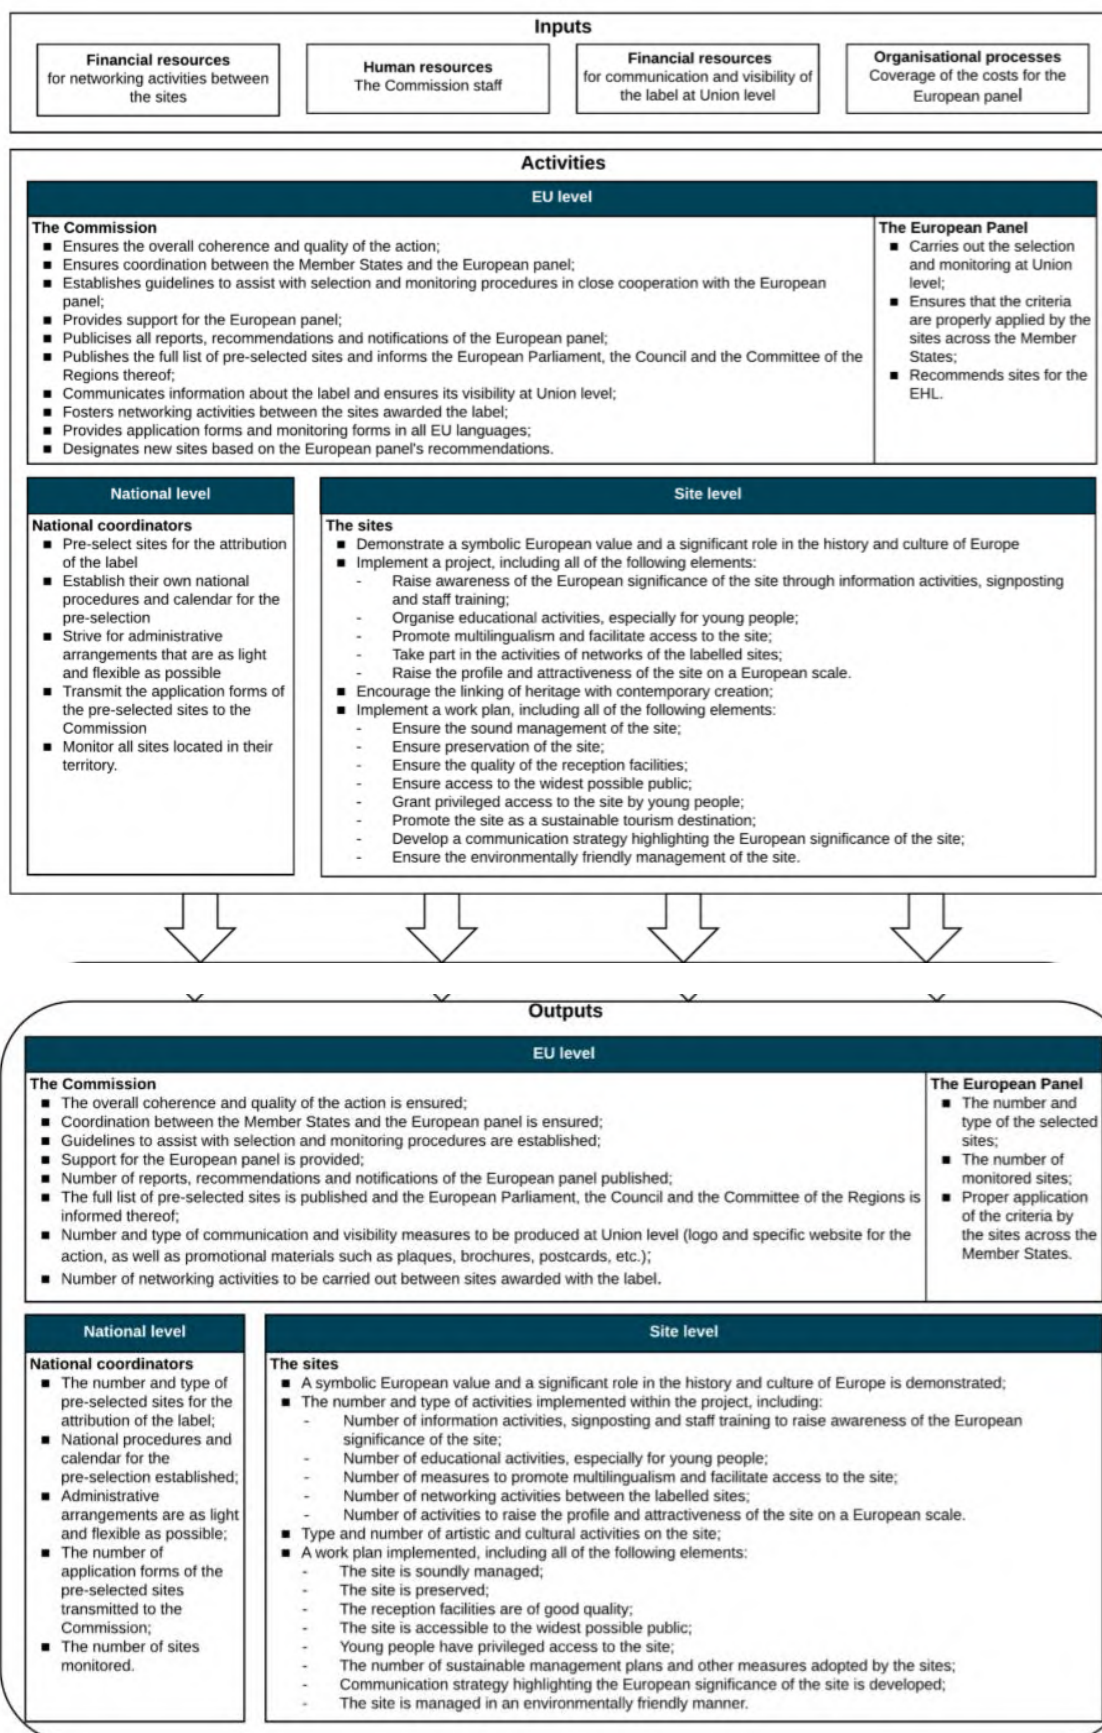 Inputs
Financial resources
for networking activities between
the sites
Human resources
The Commission staff
Financial resources
for communication and visibility of
the label at Union level
Organisational processes
Coverage of the costs for the
European panel
Activities
EU level
The Commission
■ Ensures the overall coherence and quality of the action;
■ Ensures coordination between the Member States and the European panel;
■ Establishes guidelines to assist with selection and monitoring procedures in close cooperation with the European
panel;
■ Provides support for the European panel;
■ Publicises all reports, recommendations and notifications of the European panel;
■ Publishes the full list of pre-selected sites and informs the European Parliament, the Council and the Committee of the
Regions thereof;
■ Communicates information about the label and ensures its visibility at Union level;
■ Fosters networking activities between the sites awarded the label;
■ Provides application forms and monitoring forms in all EU languages;
■ Designates new sites based on the European panel's recommendations.
The European Panel
■ Carries out the selection
and monitoring at Union
level;
■ Ensures that the criteria
are properly applied by the
sites across the Member
States;
■ Recommends sites for the
EHL.
National level
National coordinators
■ Pre-select sites for the attribution
of the label
■ Establish their own national
procedures and calendar for the
pre-selection
■ Strive for administrative
arrangements that are as light
and flexible as possible
■ Transmit the application forms of
the pre-selected sites to the
Commission
■ Monitor all sites located in their
territory.
Site level
The sites
■ Demonstrate a symbolic European value and a significant role in the history and culture of Europe
■ Implement a project, including all of the following elements:
- Raise awareness of the European significance of the site through information activities, signposting
and staff training;
- Organise educational activities, especially for young people;
- Promote multilingualism and facilitate access to the site;
- Take part in the activities of networks of the labelled sites;
- Raise the profile and attractiveness of the site on a European scale.
■ Encourage the linking of heritage with contemporary creation;
■ Implement a work plan, including all of the following elements:
- Ensure the sound management of the site;
- Ensure preservation of the site;
- Ensure the quality of the reception facilities;
- Ensure access to the widest possible public;
- Grant privileged access to the site by young people;
- Promote the site as a sustainable tourism destination;
- Develop a communication strategy highlighting the European significance of the site;
- Ensure the environmentally friendly management of the site.
Outputs
EU level
The Commission
■ The overall coherence and quality of the action is ensured;
■ Coordination between the Member States and the European panel is ensured;
■ Guidelines to assist with selection and monitoring procedures are established;
■ Support for the European panel is provided;
■ Number of reports, recommendations and notifications of the European panel published;
■ The full list of pre-selected sites is published and the European Parliament, the Council and the Committee of the Regions is
informed thereof;
■ Number and type of communication and visibility measures to be produced at Union level (logo and specific website for the
action, as well as promotional materials such as plaques, brochures, postcards, etc.);
■ Number of networking activities to be carried out between sites awarded with the label.
The European Panel
■ The number and
type of the selected
sites;
■ The number of
monitored sites;
■ Proper application
of the criteria by
the sites across the
Member States.
National level
National coordinators
■ The number and type of
pre-selected sites for the
attribution of the label;
■ National procedures and
calendar for the
pre-selection established;
■ Administrative
arrangements are as light
and flexible as possible;
■ The number of
application forms of the
pre-selected sites
transmitted to the
Commission;
■ The number of sites
monitored.
Site level
The sites
■ A symbolic European value and a significant role in the history and culture of Europe is demonstrated;
■ The number and type of activities implemented within the project, including:
- Number of information activities, signposting and staff training to raise awareness of the European
significance of the site;
- Number of educational activities, especially for young people;
- Number of measures to promote multilingualism and facilitate access to the site;
- Number of networking activities between the labelled sites;
- Number of activities to raise the profile and attractiveness of the site on a European scale.
■ Type and number of artistic and cultural activities on the site;
■ A work plan implemented, including all of the following elements:
- The site is soundly managed;
- The site is preserved;
- The reception facilities are of good quality;
- The site is accessible to the widest possible public;
- Young people have privileged access to the site;
- The number of sustainable management plans and other measures adopted by the sites;
- Communication strategy highlighting the European significance of the site is developed;
- The site is managed in an environmentally friendly manner.